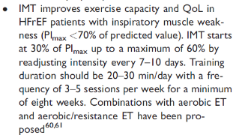 • IMT improves exercise capacity and QoL in
HFrEF patients with inspiratory muscle weak-
ness (PImax <70% of predicted value). IMT starts
at 30% of PImax up to a maximum of 60% by
readjusting intensity every 7–10 days. Training
duration should be 20–30 min/day with a fre-
quency of 3–5 sessions per week for a minimum
of eight weeks. Combinations with aerobic ET
and aerobic/resistance ET have been pro-
posed60,61